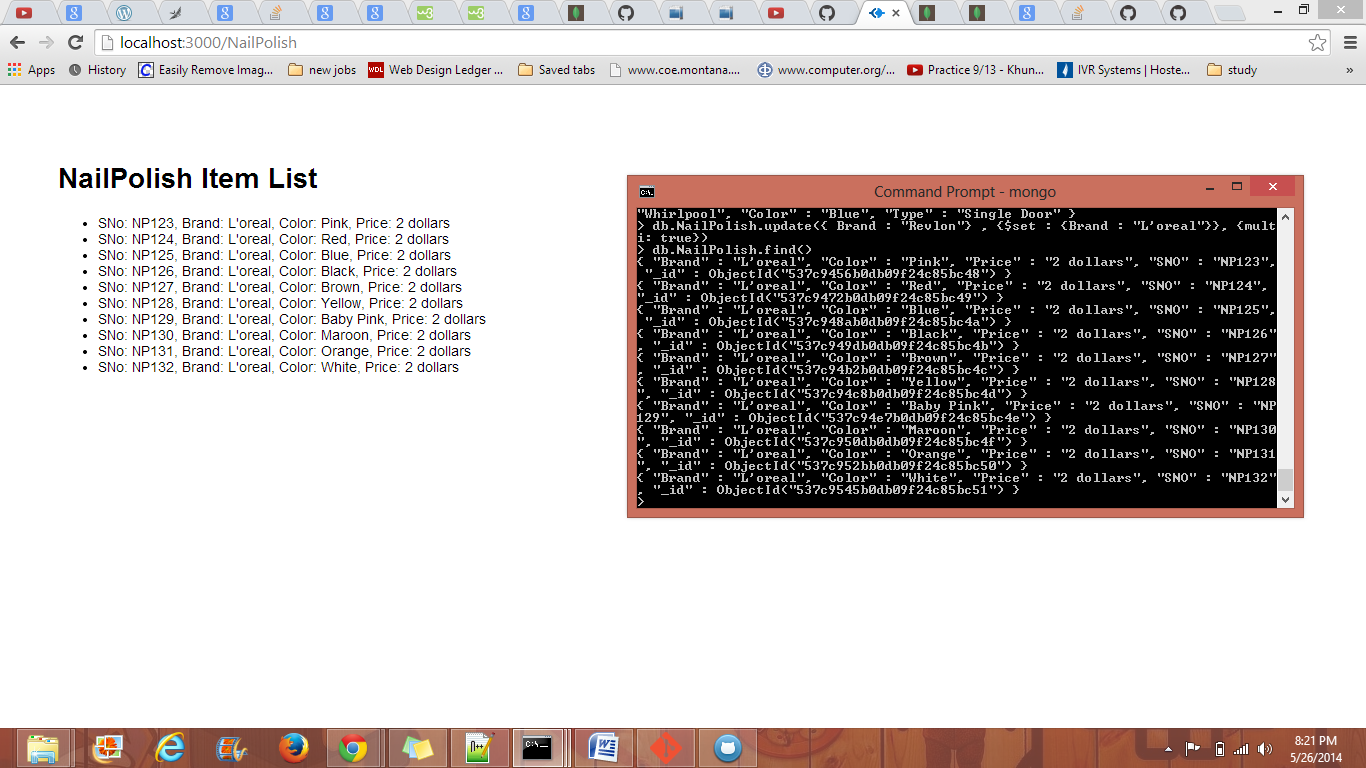 localhost:3000/NailPolish
Apps
History
Easily Remove Imag...
new jobs
Web Design Ledger ...
Saved tabs
www.coe.montana....
www.computer.org/...
Practice 9/13 - Khun...
IVR Systems | Hoste...
study
»
NailPolish Item List
• SNo: NP123, Brand: L'oreal, Color: Pink, Price: 2 dollars
• SNo: NP124, Brand: L'oreal, Color: Red, Price: 2 dollars
• SNo: NP125, Brand: L'oreal, Color: Blue, Price: 2 dollars
• SNo: NP126, Brand: L'oreal, Color: Black, Price: 2 dollars
• SNo: NP127, Brand: L'oreal, Color: Brown, Price: 2 dollars
• SNo: NP128, Brand: L'oreal, Color: Yellow, Price: 2 dollars
• SNo: NP129, Brand: L'oreal, Color: Baby Pink, Price: 2 dollars
• SNo: NP130, Brand: L'oreal, Color: Maroon, Price: 2 dollars
• SNo: NP131, Brand: L'oreal, Color: Orange, Price: 2 dollars
• SNo: NP132, Brand: L'oreal, Color: White, Price: 2 dollars
Command Prompt - mongo
"Whirlpool", "Color" : "Blue", "Type" : "Single Door" }
> db.NailPolish.update({ Brand : "Revlon"} , {$set : {Brand : "L'oreal"}}, {mult
i: true})
> db.NailPolish.find()
{ "Brand" : "L'oreal", "Color" : "Pink", "Price" : "2 dollars", "SNO" : "NP123",
"_id" : ObjectId("537c9456b0db09f24c85bc48") }
{ "Brand" : "L'oreal", "Color" : "Red", "Price" : "2 dollars", "SNO" : "NP124",
"_id" : ObjectId("537c9472b0db09f24c85bc49") }
{ "Brand" : "L'oreal", "Color" : "Blue", "Price" : "2 dollars", "SNO" : "NP125",
"_id" : ObjectId("537c948ab0db09f24c85bc4a") }
{ "Brand" : "L'oreal", "Color" : "Black", "Price" : "2 dollars", "SNO" : "NP126"
, "_id" : ObjectId("537c949db0db09f24c85bc4b") }
{ "Brand" : "L'oreal", "Color" : "Brown", "Price" : "2 dollars", "SNO" : "NP127"
, "_id" : ObjectId("537c94b2b0db09f24c85bc4c") }
{ "Brand" : "L'oreal", "Color" : "Yellow", "Price" : "2 dollars", "SNO" : "NP128
", "_id" : ObjectId("537c94c8b0db09f24c85bc4d") }
{ "Brand" : "L'oreal", "Color" : "Baby Pink", "Price" : "2 dollars", "SNO" : "NP
129", "_id" : ObjectId("537c94e7b0db09f24c85bc4e") }
{ "Brand" : "L'oreal", "Color" : "Maroon", "Price" : "2 dollars", "SNO" : "NP130
", "_id" : ObjectId("537c950db0db09f24c85bc4f") }
{ "Brand" : "L'oreal", "Color" : "Orange", "Price" : "2 dollars", "SNO" : "NP131
", "_id" : ObjectId("537c952bb0db09f24c85bc50") }
{ "Brand" : "L'oreal", "Color" : "White", "Price" : "2 dollars", "SNO" : "NP132"
, "_id" : ObjectId("537c9545b0db09f24c85bc51") }
>
8:21 PM
5/26/2014